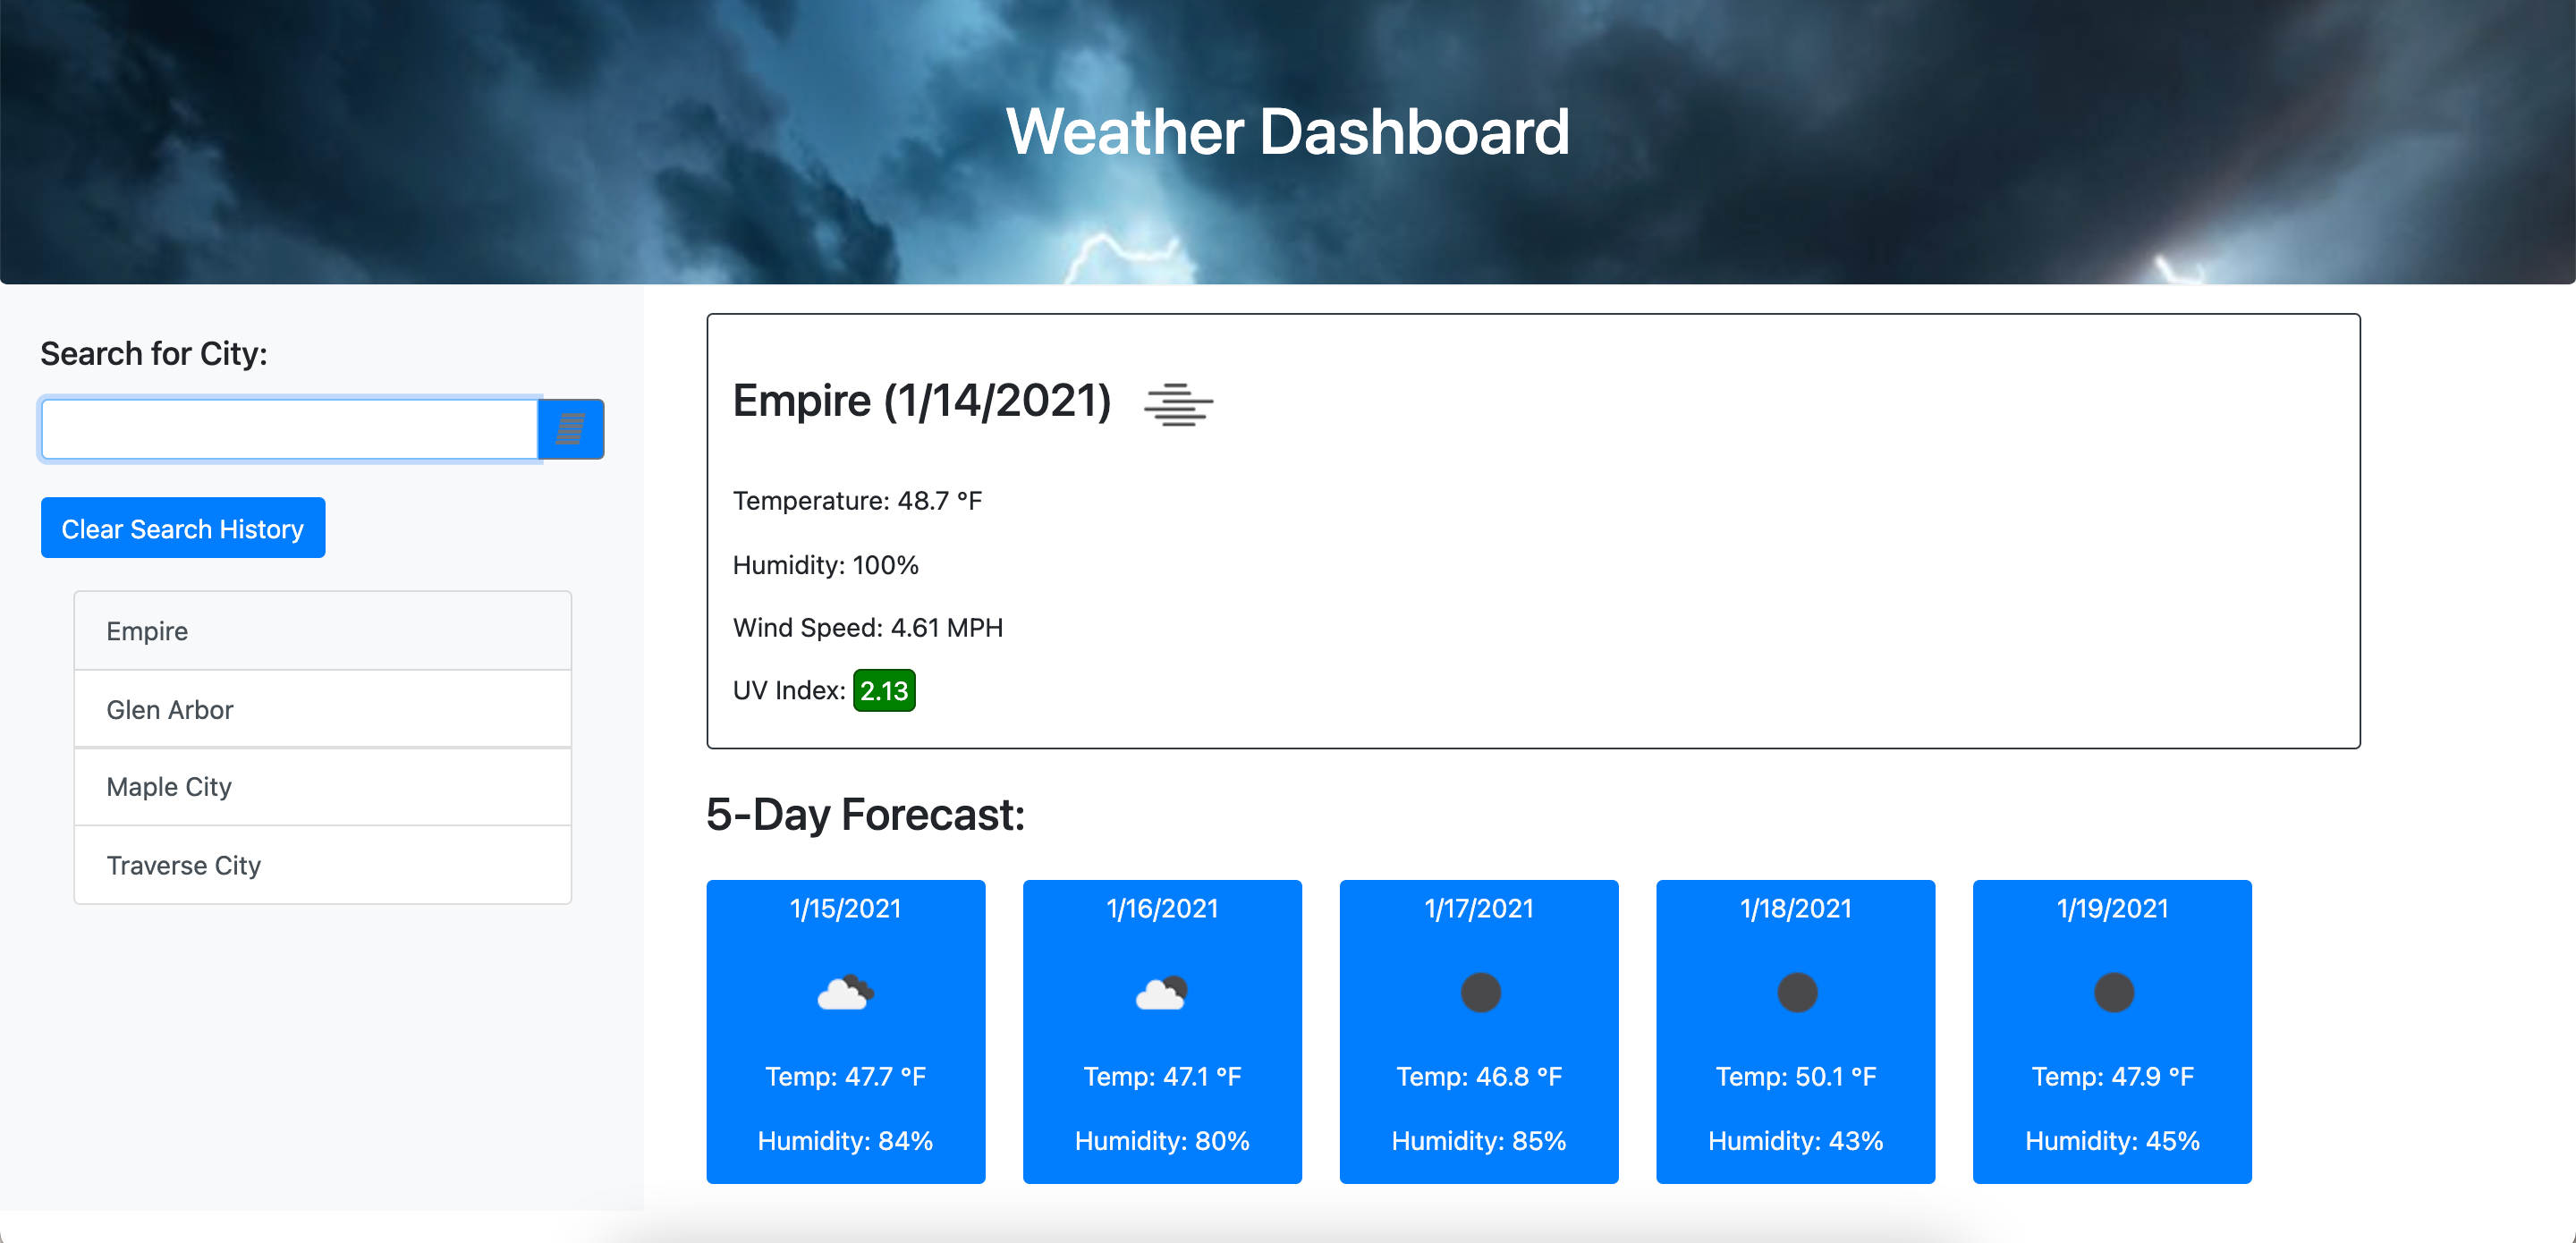 Weather Dashboard
Search for City:
Clear Search History
Empire
Glen Arbor
Maple City
Traverse City
Empire (1/14/2021)
Temperature: 48.7 °F
Humidity: 100%
Wind Speed: 4.61 MPH
UV Index: 2.13
5-Day Forecast:
1/15/2021
Temp: 47.7 °F
Humidity: 84%
1/16/2021
Temp: 47.1 °F
Humidity: 80%
1/17/2021
Temp: 46.8 °F
Humidity: 85%
1/18/2021
Temp: 50.1 °F
Humidity: 43%
1/19/2021
Temp: 47.9 °F
Humidity: 45%